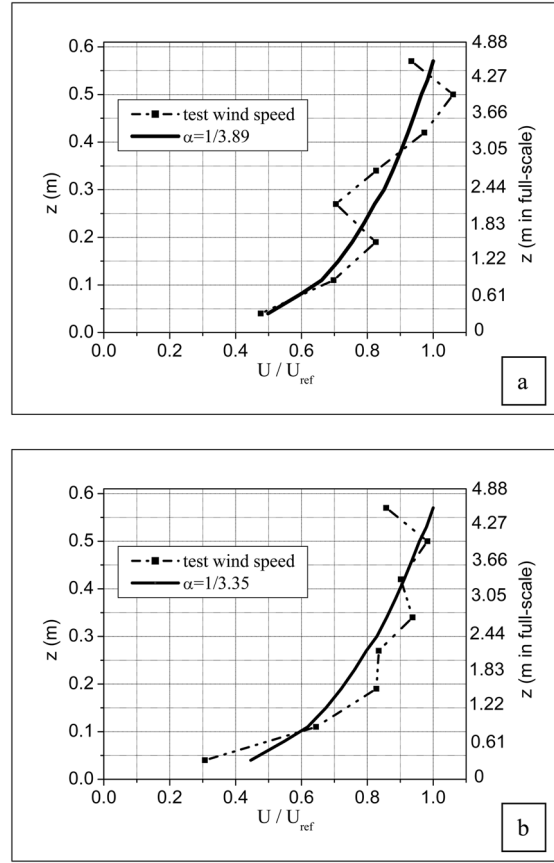 0.6
0.5
0.4
0.3
0.2
0.1
0.0
z (m)
test wind speed
α=1/3.89
4.88
4.27
3.66
3.05
2.44
1.83
1.22
0.61
0
z (m in full-scale)
0.0 0.2 0.4 0.6 0.8 1.0
U / Uref
a
0.6
0.5
0.4
0.3
0.2
0.1
0.0
z (m)
test wind speed
α=1/3.35
4.88
4.27
3.66
3.05
2.44
1.83
1.22
0.61
0
z (m in full-scale)
0.0 0.2 0.4 0.6 0.8 1.0
U / Uref
b